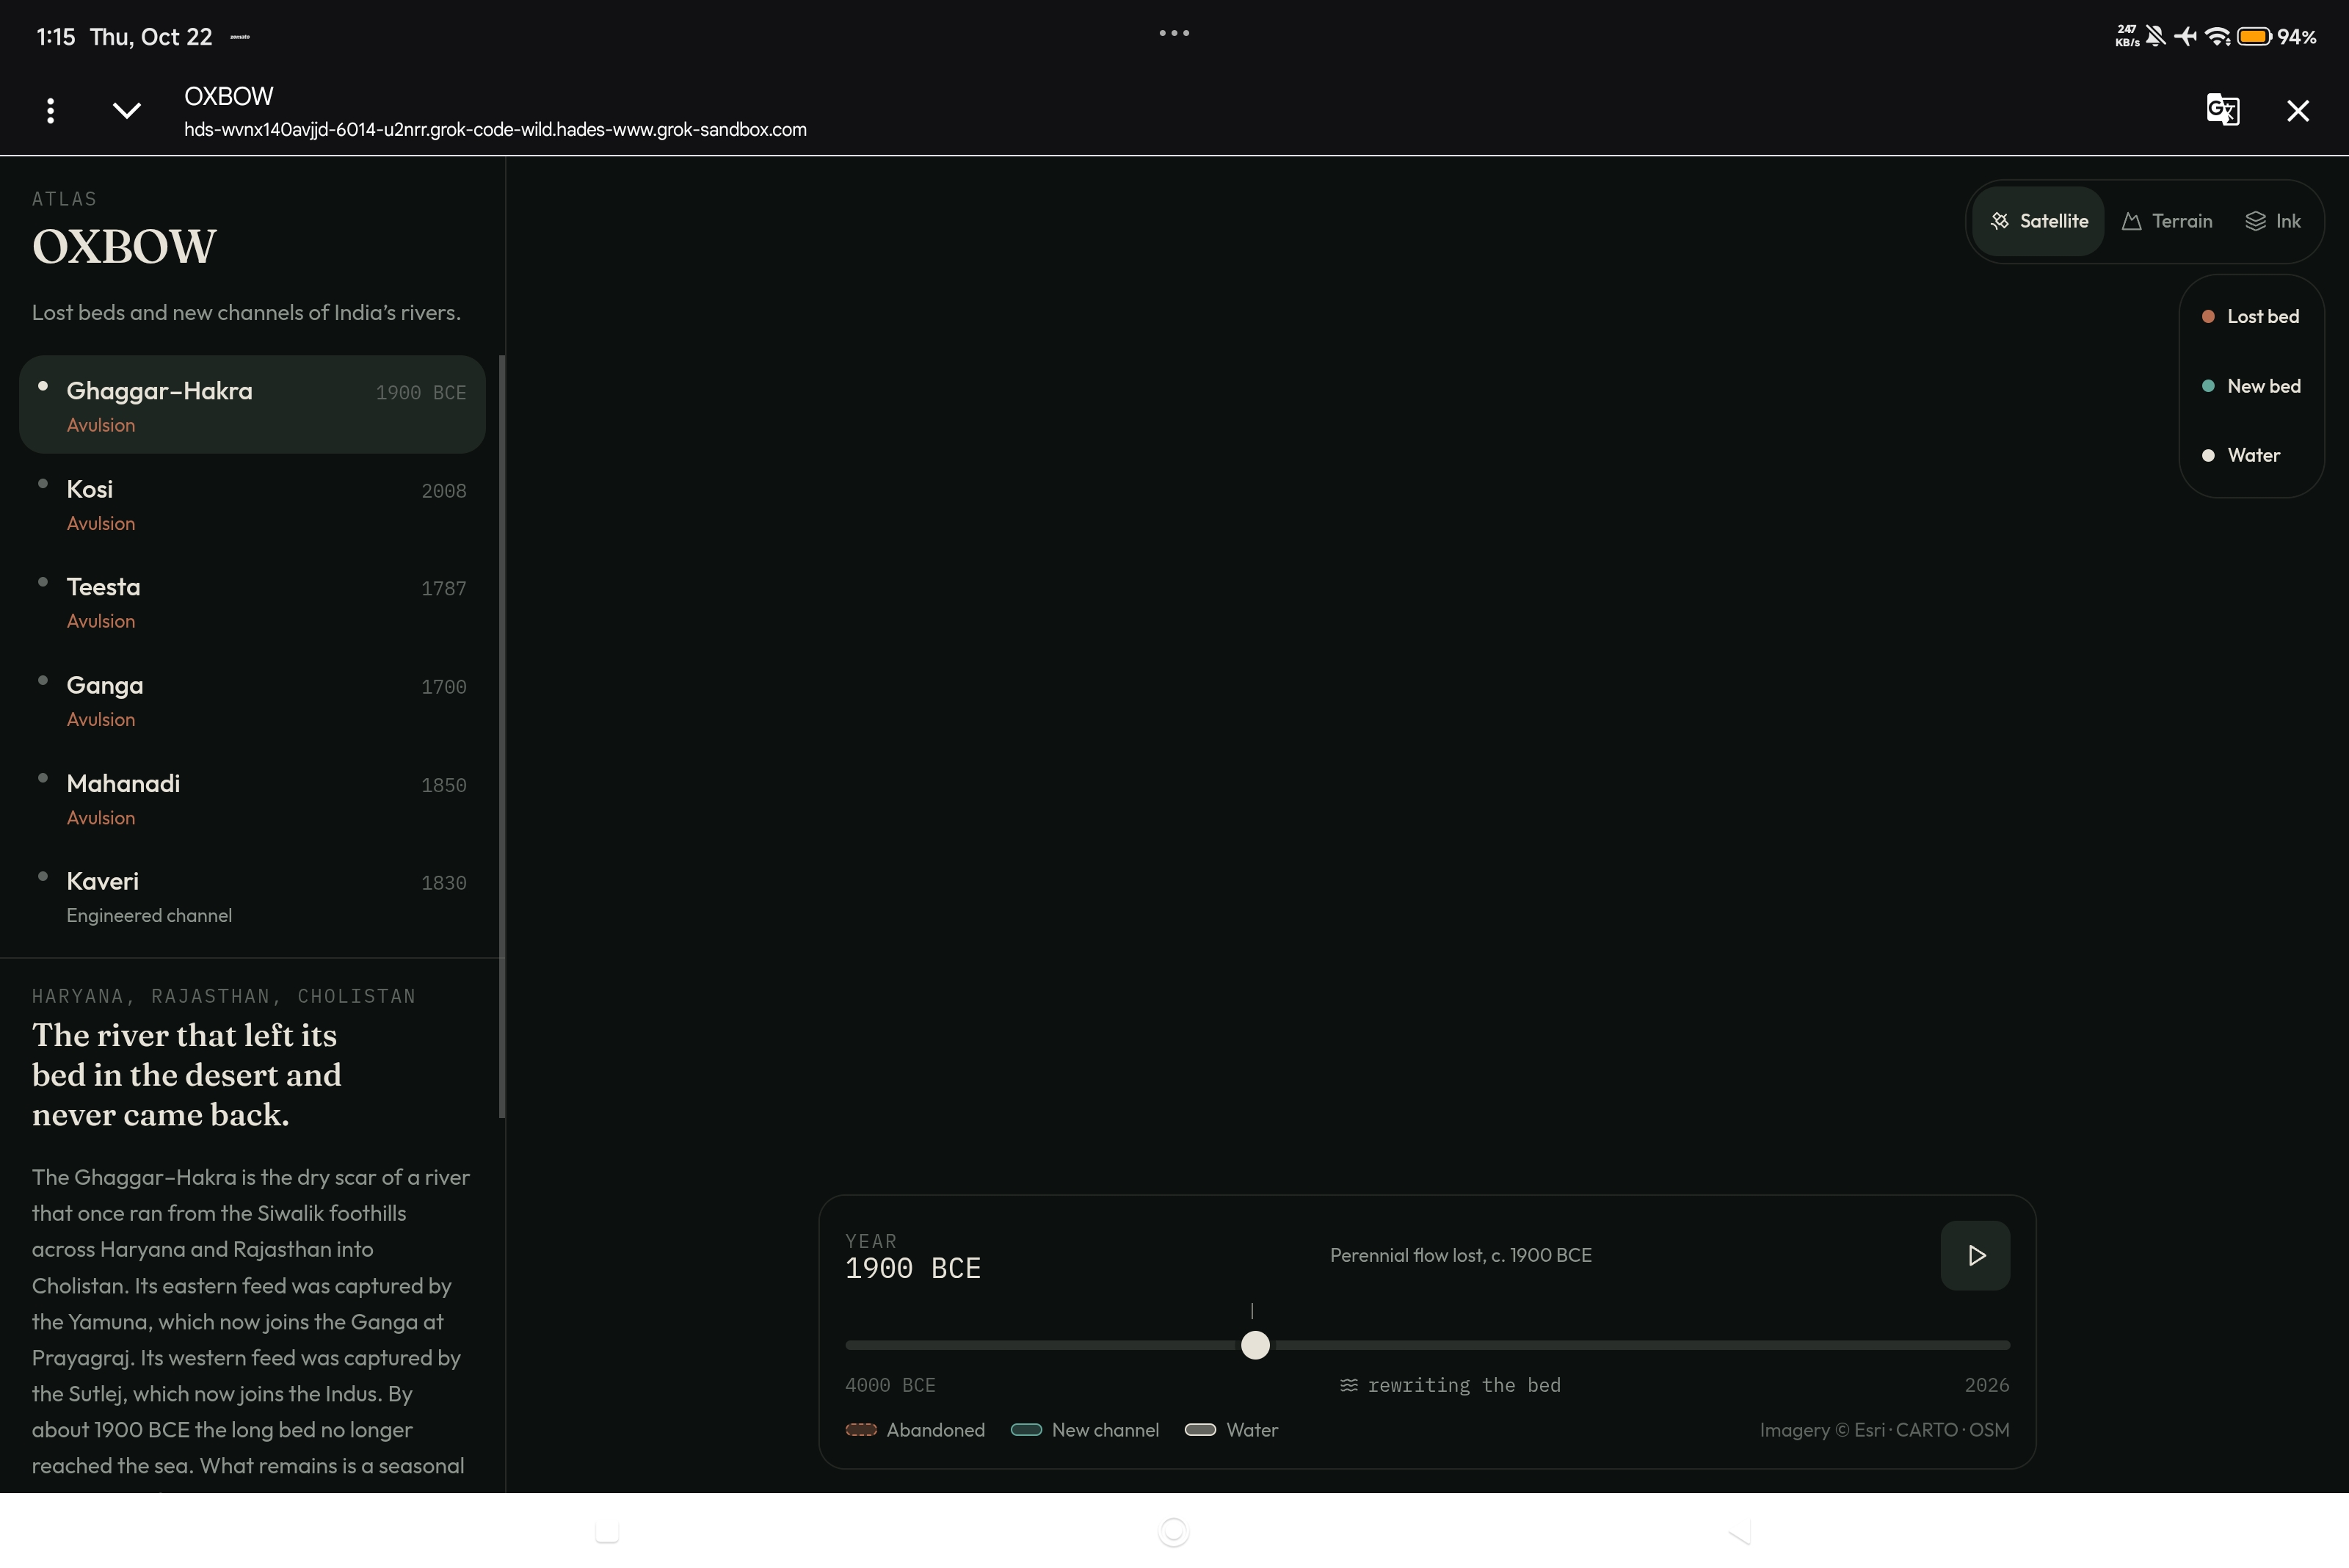 1:15 Thu, Oct 22 zomato
247 KB/s
94%
OXBOW
hds-wvnx140avjjd-6014-u2nrr.grok-code-wild.hades-www.grok-sandbox.com
ATLAS
OXBOW
Lost beds and new channels of India’s rivers.
Ghaggar–Hakra 1900 BCE
Avulsion
Kosi 2008
Avulsion
Teesta 1787
Avulsion
Ganga 1700
Avulsion
Mahanadi 1850
Avulsion
Kaveri 1830
Engineered channel
HARYANA, RAJASTHAN, CHOLISTAN
The river that left its
bed in the desert and
never came back.
The Ghaggar–Hakra is the dry scar of a river
that once ran from the Siwalik foothills
across Haryana and Rajasthan into
Cholistan. Its eastern feed was captured by
the Yamuna, which now joins the Ganga at
Prayagraj. Its western feed was captured by
the Sutlej, which now joins the Indus. By
about 1900 BCE the long bed no longer
reached the sea. What remains is a seasonal
Satellite Terrain Ink
Lost bed
New bed
Water
YEAR
1900 BCE
Perennial flow lost, c. 1900 BCE
4000 BCE rewriting the bed 2026
Abandoned New channel Water Imagery © Esri · CARTO · OSM